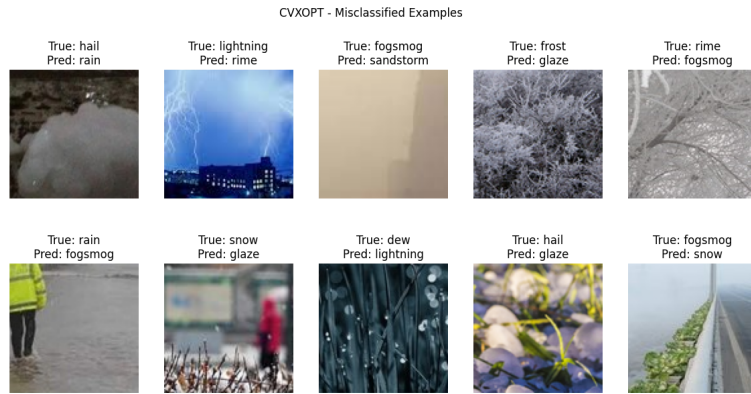 CVXOPT - Misclassified Examples
True: hail
Pred: rain
True: lightning
Pred: rime
True: fogsmog
Pred: sandstorm
True: frost
Pred: glaze
True: rime
Pred: fogsmog
True: rain
Pred: fogsmog
True: snow
Pred: glaze
True: dew
Pred: lightning
True: hail
Pred: glaze
True: fogsmog
Pred: snow